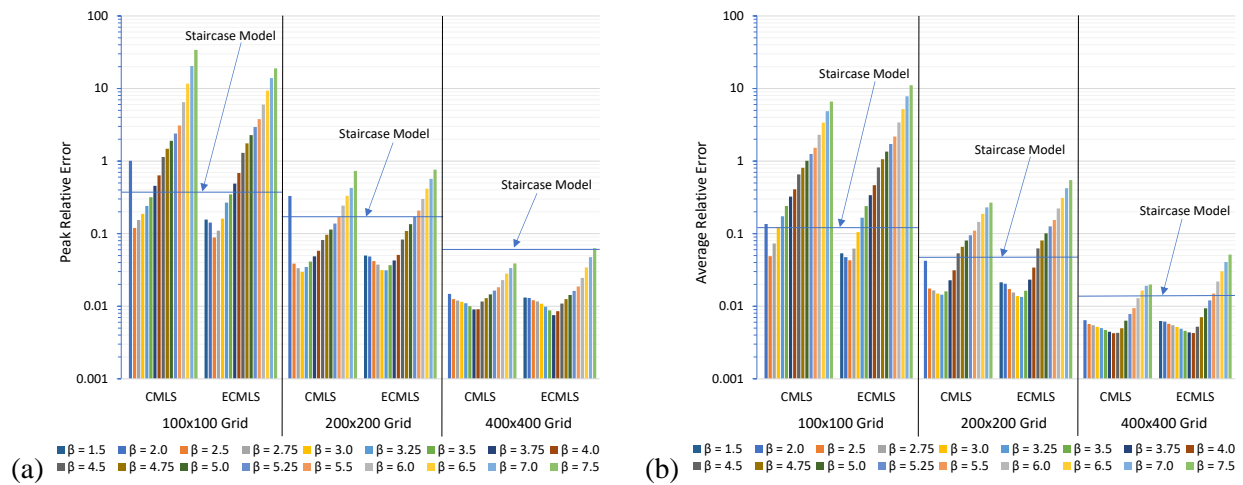 100
10
1
0.1
0.01
0.001
Peak Relative Error
Staircase Model
Staircase Model
Staircase Model
CMLS ECMLS CMLS ECMLS CMLS ECMLS
100x100 Grid 200x200 Grid 400x400 Grid
β = 1.5 β = 2.0 β = 2.5 β = 2.75 β = 3.0 β = 3.25 β = 3.5 β = 3.75 β = 4.0
β = 4.5 β = 4.75 β = 5.0 β = 5.25 β = 5.5 β = 6.0 β = 6.5 β = 7.0 β = 7.5
(a)
100
10
1
0.1
0.01
0.001
Average Relative Error
Staircase Model
Staircase Model
Staircase Model
CMLS ECMLS CMLS ECMLS CMLS ECMLS
100x100 Grid 200x200 Grid 400x400 Grid
β = 1.5 β = 2.0 β = 2.5 β = 2.75 β = 3.0 β = 3.25 β = 3.5 β = 3.75 β = 4.0
β = 4.5 β = 4.75 β = 5.0 β = 5.25 β = 5.5 β = 6.0 β = 6.5 β = 7.0 β = 7.5
(b)